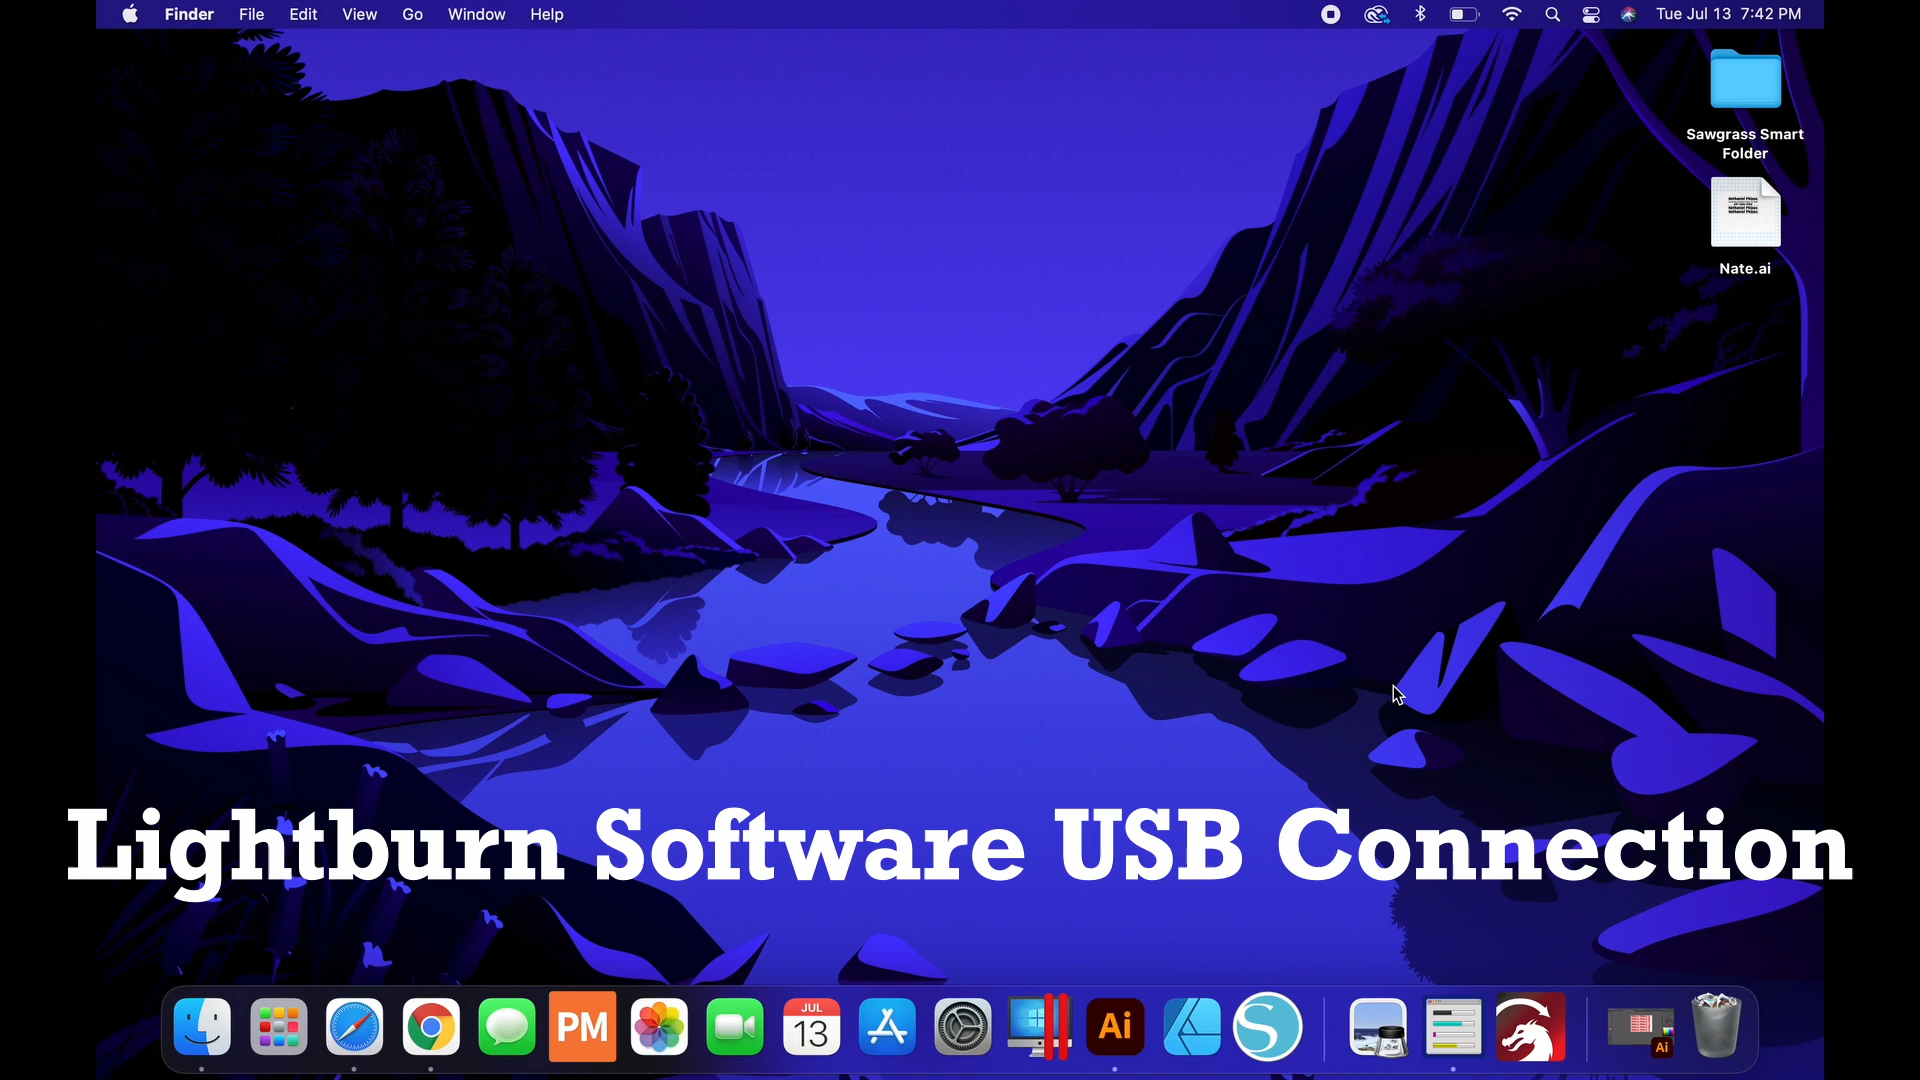 Finder File Edit View Go Window Help Tue Jul 13 7:42 PM
Sawgrass Smart
Folder
Nate.ai
Lightburn Software USB Connection
PM
JUL
13
Ai
Ai